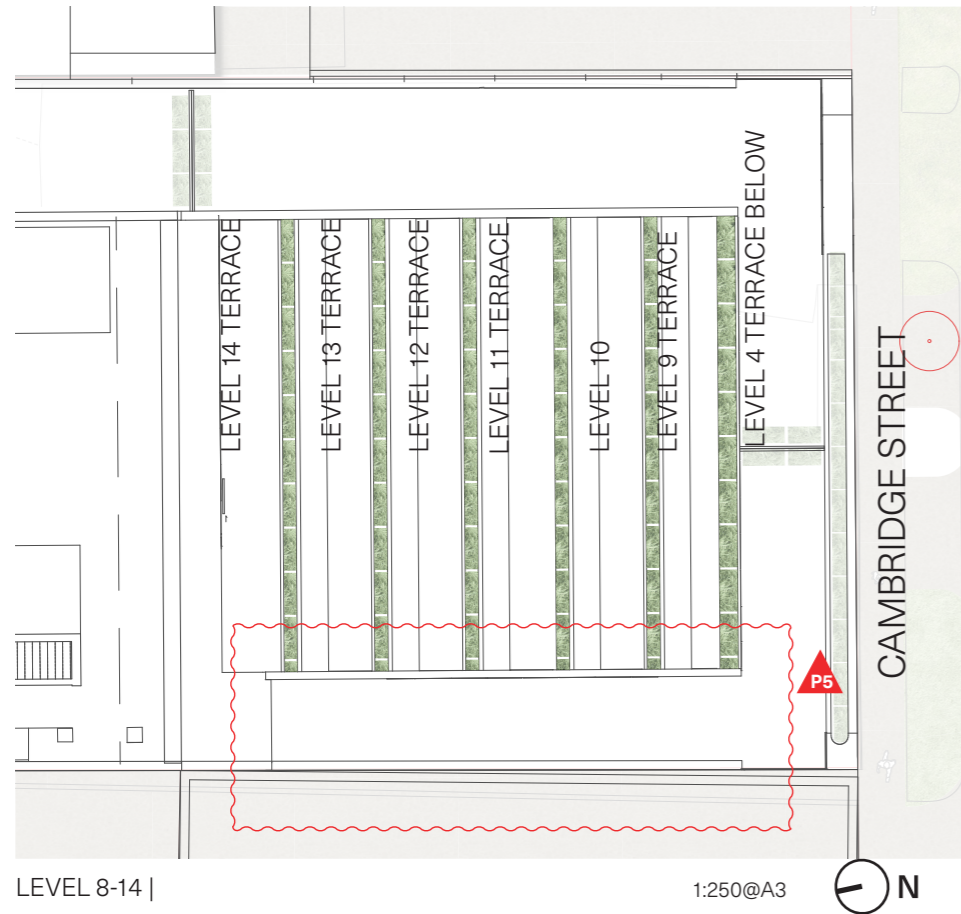 LEVEL 14 TERRACE
LEVEL 13 TERRACE
LEVEL 12 TERRACE
LEVEL 11 TERRACE
LEVEL 10
LEVEL 9 TERRACE
LEVEL 4 TERRACE BELOW
CAMBRIDGE STREET
P5
LEVEL 8-14 |
1:250@A3
N